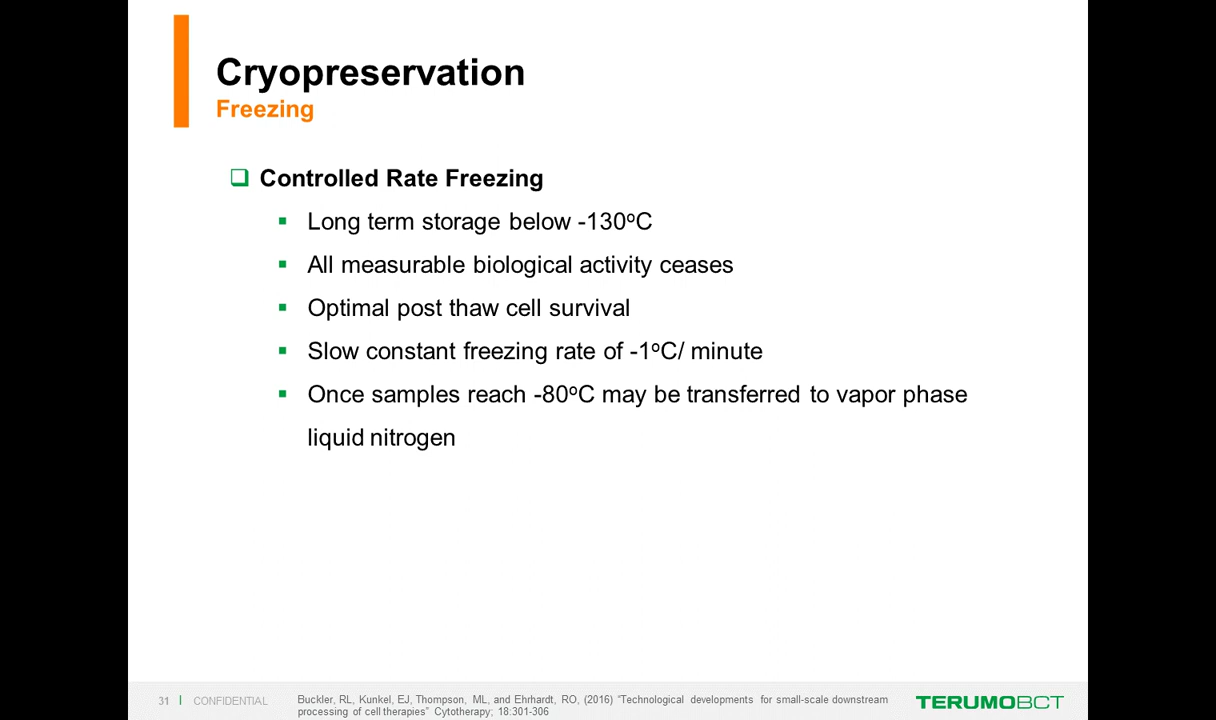 Cryopreservation
Freezing
Controlled Rate Freezing
Long term storage below -130ºC
All measurable biological activity ceases
Optimal post thaw cell survival
Slow constant freezing rate of -1ºC/ minute
Once samples reach -80ºC may be transferred to vapor phase
liquid nitrogen
31 | CONFIDENTIAL
Buckler, RL, Kunkel, EJ, Thompson, ML, and Ehrhardt, RO, (2016) “Technological developments for small-scale downstream
processing of cell therapies” Cytotherapy; 18:301-306
TERUMOBCT